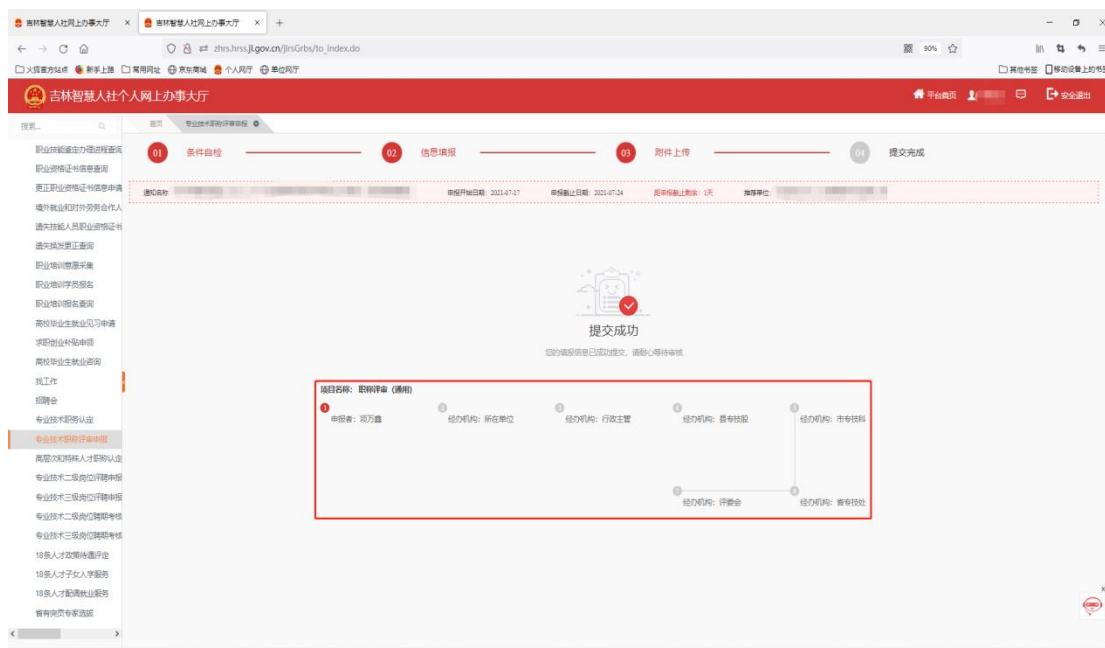 吉林智慧人社网上办事大厅
吉林智慧人社网上办事大厅
zhrs.hrss.jl.gov.cn/jlrsGrbs/to_index.do
90%
火狐官方站点 新手上路 常用网址 京东商城 个人网厅 单位网厅
其他书签 移动设备上的书签
吉林智慧人社个人网上办事大厅
平台首页 安全退出
搜索...
首页 专业技术职称评审申报
职业技能鉴定办理进程查询
职业资格证书信息查询
更正职业资格证书信息申请
境外就业和对外劳务合作人
遗失技能人员职业资格证书
遗失换发更正查询
职业培训意愿采集
职业培训学员报名
职业培训报名查询
高校毕业生就业见习申请
求职创业补贴申领
高校毕业生就业咨询
找工作
招聘会
专业技术职务认定
专业技术职称评审申报
高层次和特殊人才职称认定
专业技术二级岗位评聘申报
专业技术三级岗位评聘申报
专业技术二级岗位聘期考核
专业技术三级岗位聘期考核
18条人才政策待遇评定
18条人才子女入学服务
18条人才配偶就业服务
省有突贡专家选拔
01 条件自检 02 信息填报 03 附件上传 04 提交完成
通知名称: 申报开始日期: 2021-07-17 申报截止日期: 2021-07-24 距申报截止剩余: 1天 推荐单位:
提交成功
您的填报信息已成功提交，请耐心等待审核
项目名称: 职称评审 (通用)
1 2 3 4 5
申报者: 项万鑫 经办机构: 所在单位 经办机构: 行政主管 经办机构: 县专技股 经办机构: 市专技科
经办机构: 评委会 经办机构: 省专技处